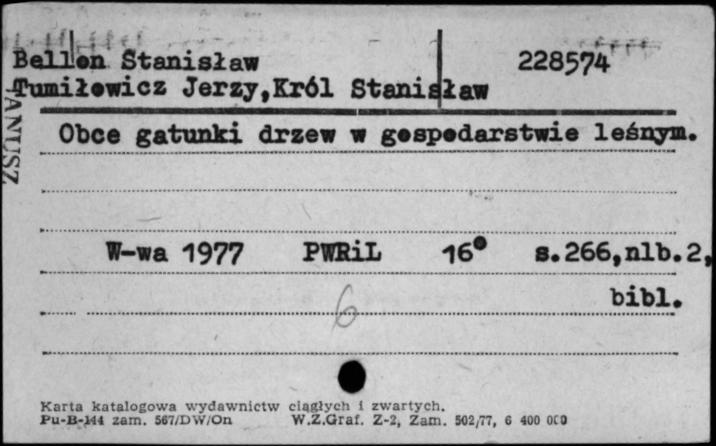 Bellon Stanisław 228574
Tumiłowicz Jerzy,Król Stanisław
JANUSZ
Obce gatunki drzew w gospodarstwie leśnym.
W-wa 1977 PWRiL 16° s.266,nlb.2,
bibl.
6
Karta katalogowa wydawnictw ciągłych i zwartych.
Pu-B-144 zam. 567/DW/On W.Z.Graf. Z-2, Zam. 502/77, 6 400 000